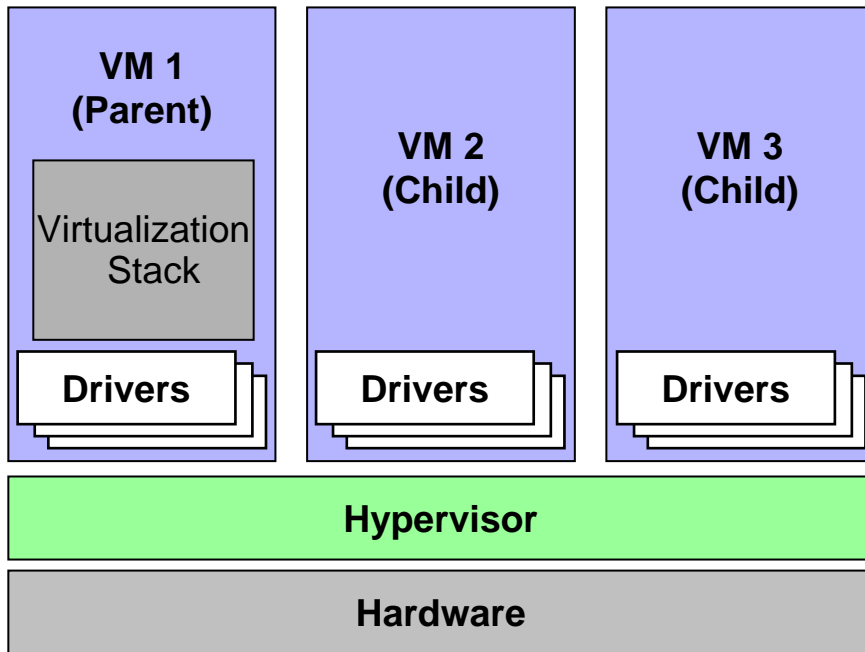 VM 1
(Parent)
Virtualization
Stack
Drivers
VM 2
(Child)
Drivers
VM 3
(Child)
Drivers
Hypervisor
Hardware